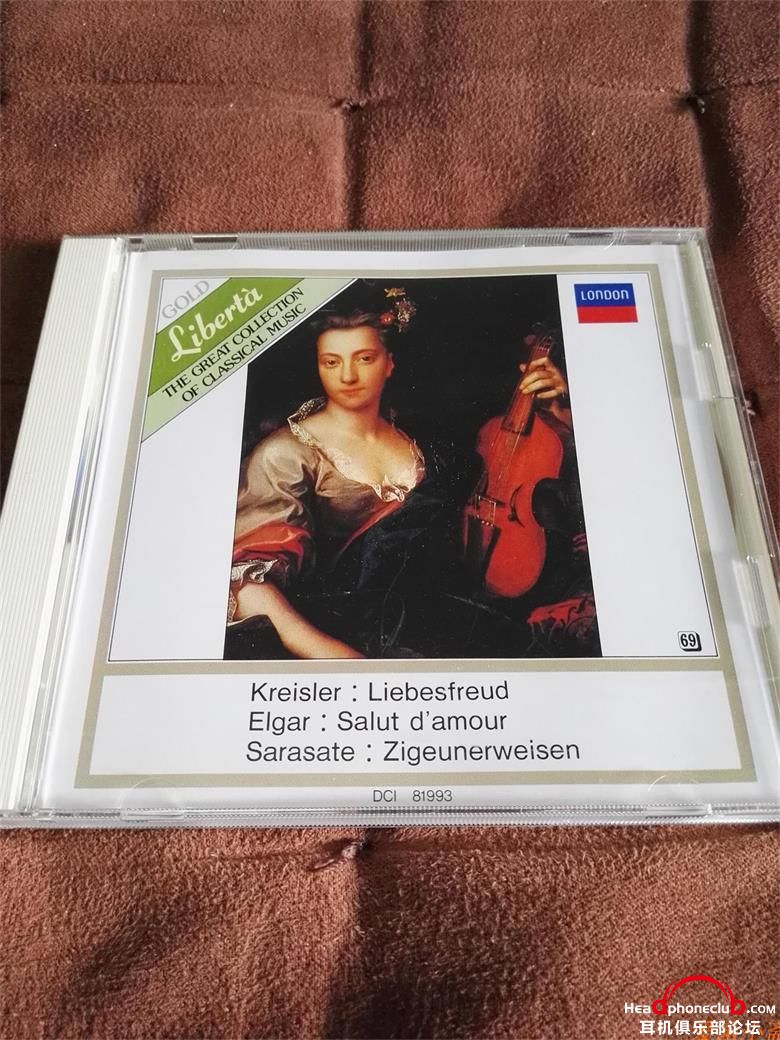 GOLD
Libertà
THE GREAT COLLECTION
OF CLASSICAL MUSIC
LONDON
69
Kreisler : Liebesfreud
Elgar : Salut d'amour
Sarasate : Zigeunerweisen
DCI 81993
Headphoneclub.COM
耳机俱乐部论坛